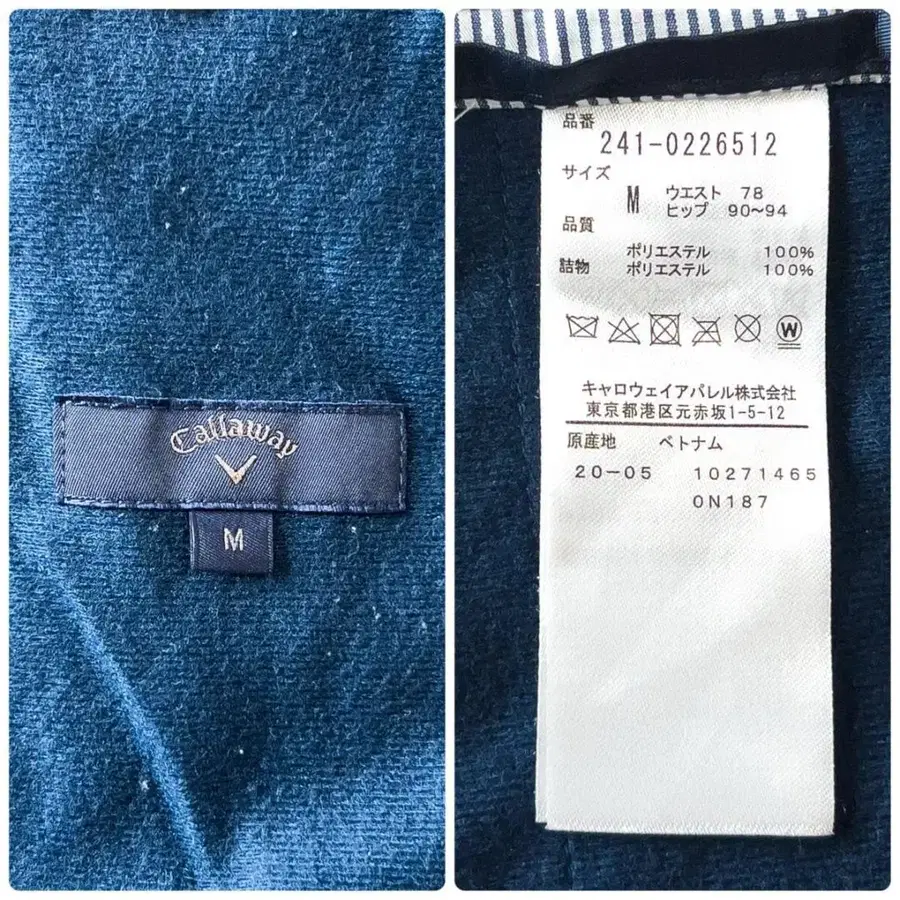 Callaway
M
品番
241-0226512
サイズ
M ウエスト 78
ヒップ 90〜94
品質
ポリエステル 100%
詰物 ポリエステル 100%
W
キャロウェイアパレル株式会社
東京都港区元赤坂1-5-12
原産地 ベトナム
20-05 10271465
0N187